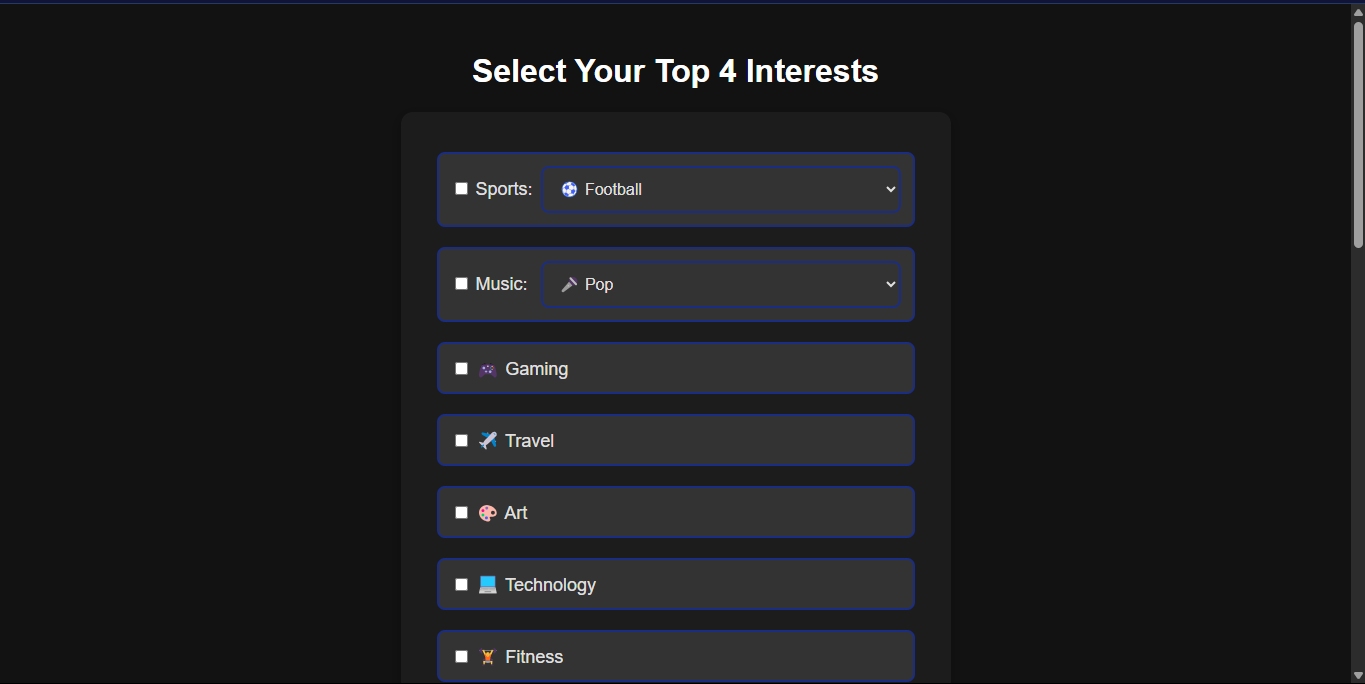 Select Your Top 4 Interests
Sports: ⚽ Football
Music: 🎤 Pop
🎮 Gaming
✈️ Travel
🎨 Art
💻 Technology
🏋️ Fitness